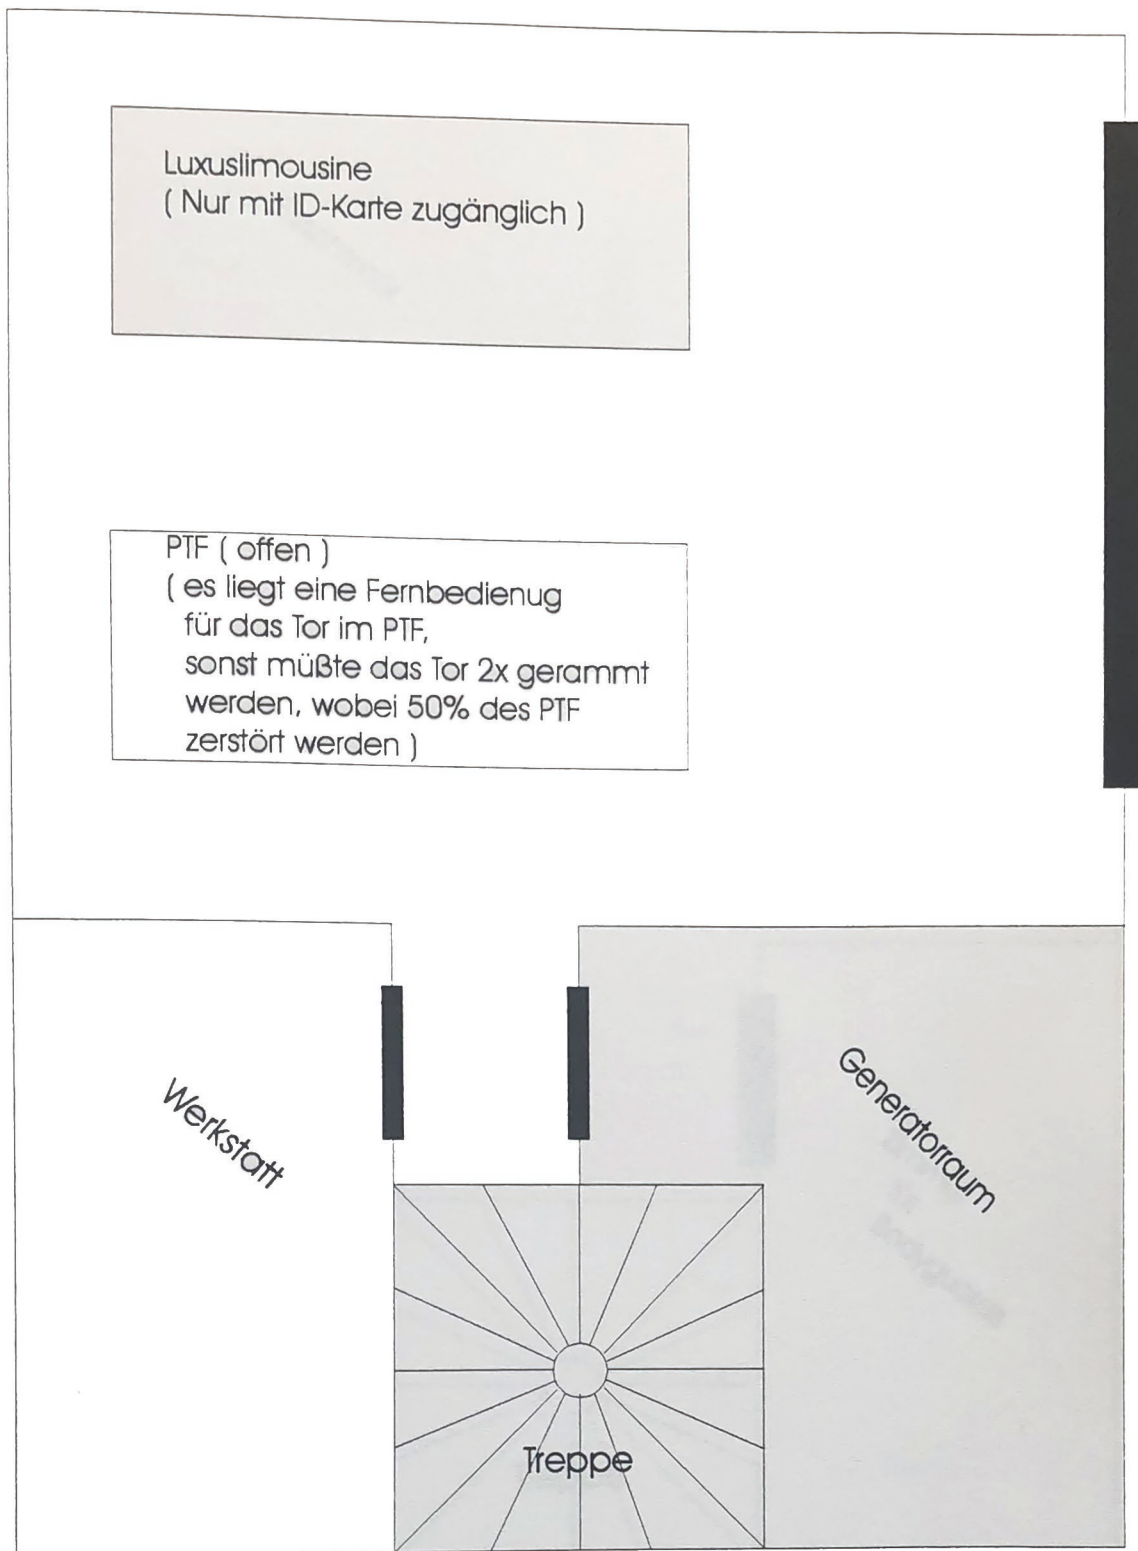 Luxuslimousine
( Nur mit ID-Karte zugänglich )
PTF ( offen )
( es liegt eine Fernbedienug
für das Tor im PTF,
sonst müßte das Tor 2x gerammt
werden, wobei 50% des PTF
zerstört werden )
Werkstatt
Generatorraum
Treppe